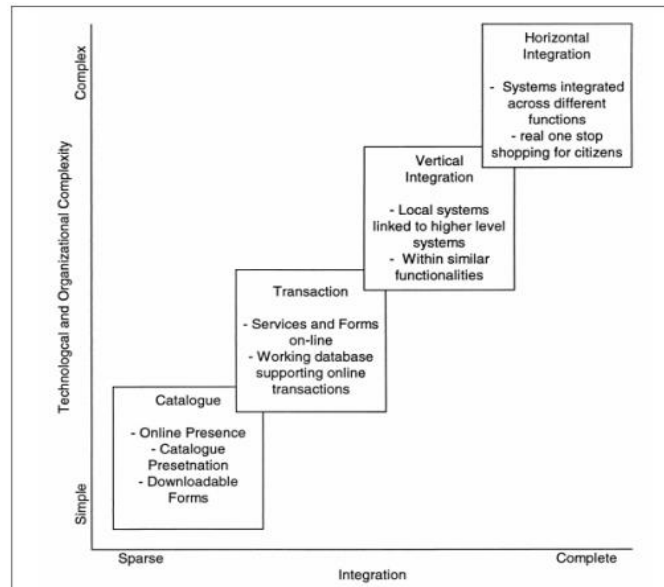 Technologcal and Organizational Complexity
Complex
Simple
Horizontal
Integration
- Systems integrated
across different
functions
- real one stop
shopping for citizens
Vertical
Integration
- Local systems
linked to higher level
systems
- Within similar
functionalities
Transaction
- Services and Forms
on-line
- Working database
supporting online
transactions
Catalogue
- Online Presence
- Catalogue
Presetnation
- Downloadable
Forms
Sparse
Complete
Integration